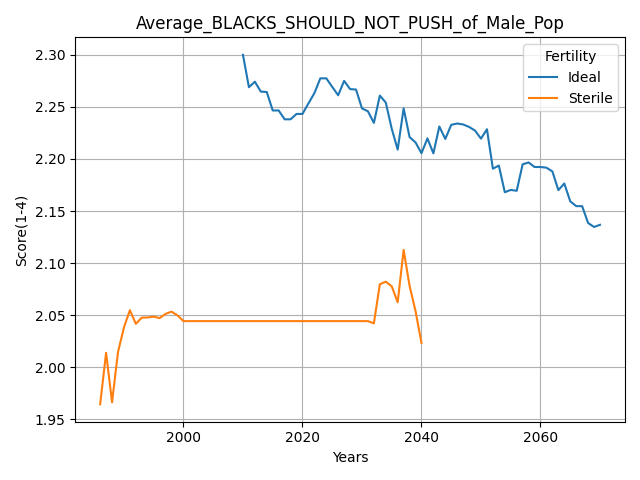 Average_BLACKS_SHOULD_NOT_PUSH_of_Male_Pop
Fertility
Ideal
Sterile
Score(1-4)
2.30
2.25
2.20
2.15
2.10
2.05
2.00
1.95
2000 2020 2040 2060
Years